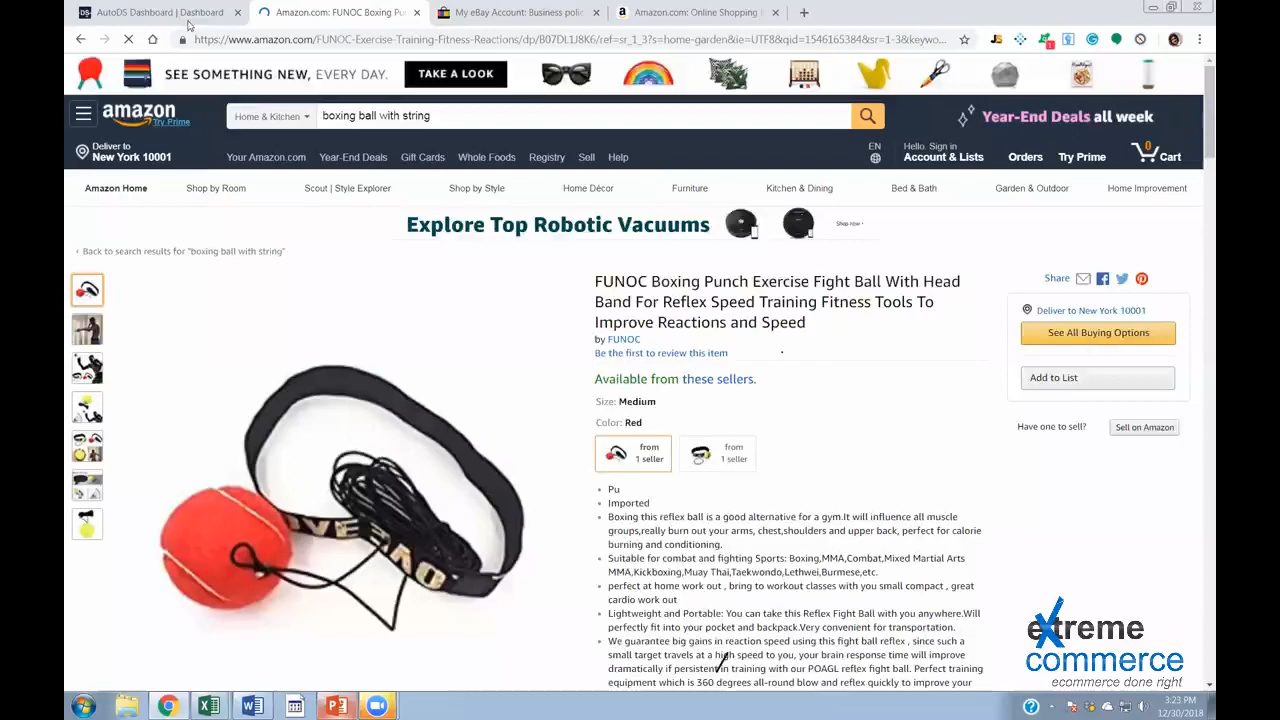 AutoDS Dashboard | Dashboard
Amazon.com: FUNOC Boxing Pun
My eBay Account: Business poli
Amazon.com: Online Shopping
https://www.amazon.com/FUNOC-Exercise-Training-Fitness-Reactions/dp/B07DL1J8K6/ref=sr_1_3?s=home-garden&ie=UTF8&qid=1546165384&sr=1-3&keywo...
SEE SOMETHING NEW, EVERY DAY.
TAKE A LOOK
amazon
Try Prime
Home & Kitchen
boxing ball with string
Year-End Deals all week
Deliver to
New York 10001
Your Amazon.com
Year-End Deals
Gift Cards
Whole Foods
Registry
Sell
Help
EN
Hello. Sign in
Account & Lists
Orders
Try Prime
0
Cart
Amazon Home
Shop by Room
Scout | Style Explorer
Shop by Style
Home Décor
Furniture
Kitchen & Dining
Bed & Bath
Garden & Outdoor
Home Improvement
Explore Top Robotic Vacuums
Shop now ›
‹ Back to search results for "boxing ball with string"
FUNOC Boxing Punch Exercise Fight Ball With Head
Band For Reflex Speed Training Fitness Tools To
Improve Reactions and Speed
by FUNOC
Be the first to review this item
Available from these sellers.
Size: Medium
Color: Red
from
1 seller
from
1 seller
Share
Deliver to New York 10001
See All Buying Options
Add to List
Have one to sell?
Sell on Amazon
• Pu
• Imported
• Boxing this reflex ball is a good alternative for a gym.It will influence all muscle
groups,really burn out your arms, chest,shoulders and upper back, perfect for calorie
burning and conditioning.
• Suitable for combat and fighting Sports: Boxing,MMA,Combat,Mixed Martial Arts
MMA,Kickboxing,Muay Thai,Taekwondo,Lethwei,Burmese,etc.
• perfect at home work out , bring to workout classes with you small compact , great
cardio work out
• Lightweight and Portable: You can take this Reflex Fight Ball with you anywhere.Will
perfectly fit into your pocket and backpack.Very convenient for transportation.
• We guarantee big gains in reaction speed using this fight ball reflex , since such a
small target travels at a high speed to you, your brain response time will improve
dramatically if persistent in training with our POAGL reflex fight ball. Perfect training
equipment which is 360 degrees all-round blow and reflex quickly to improve your
extreme
commerce
ecommerce done right
3:23 PM
12/30/2018